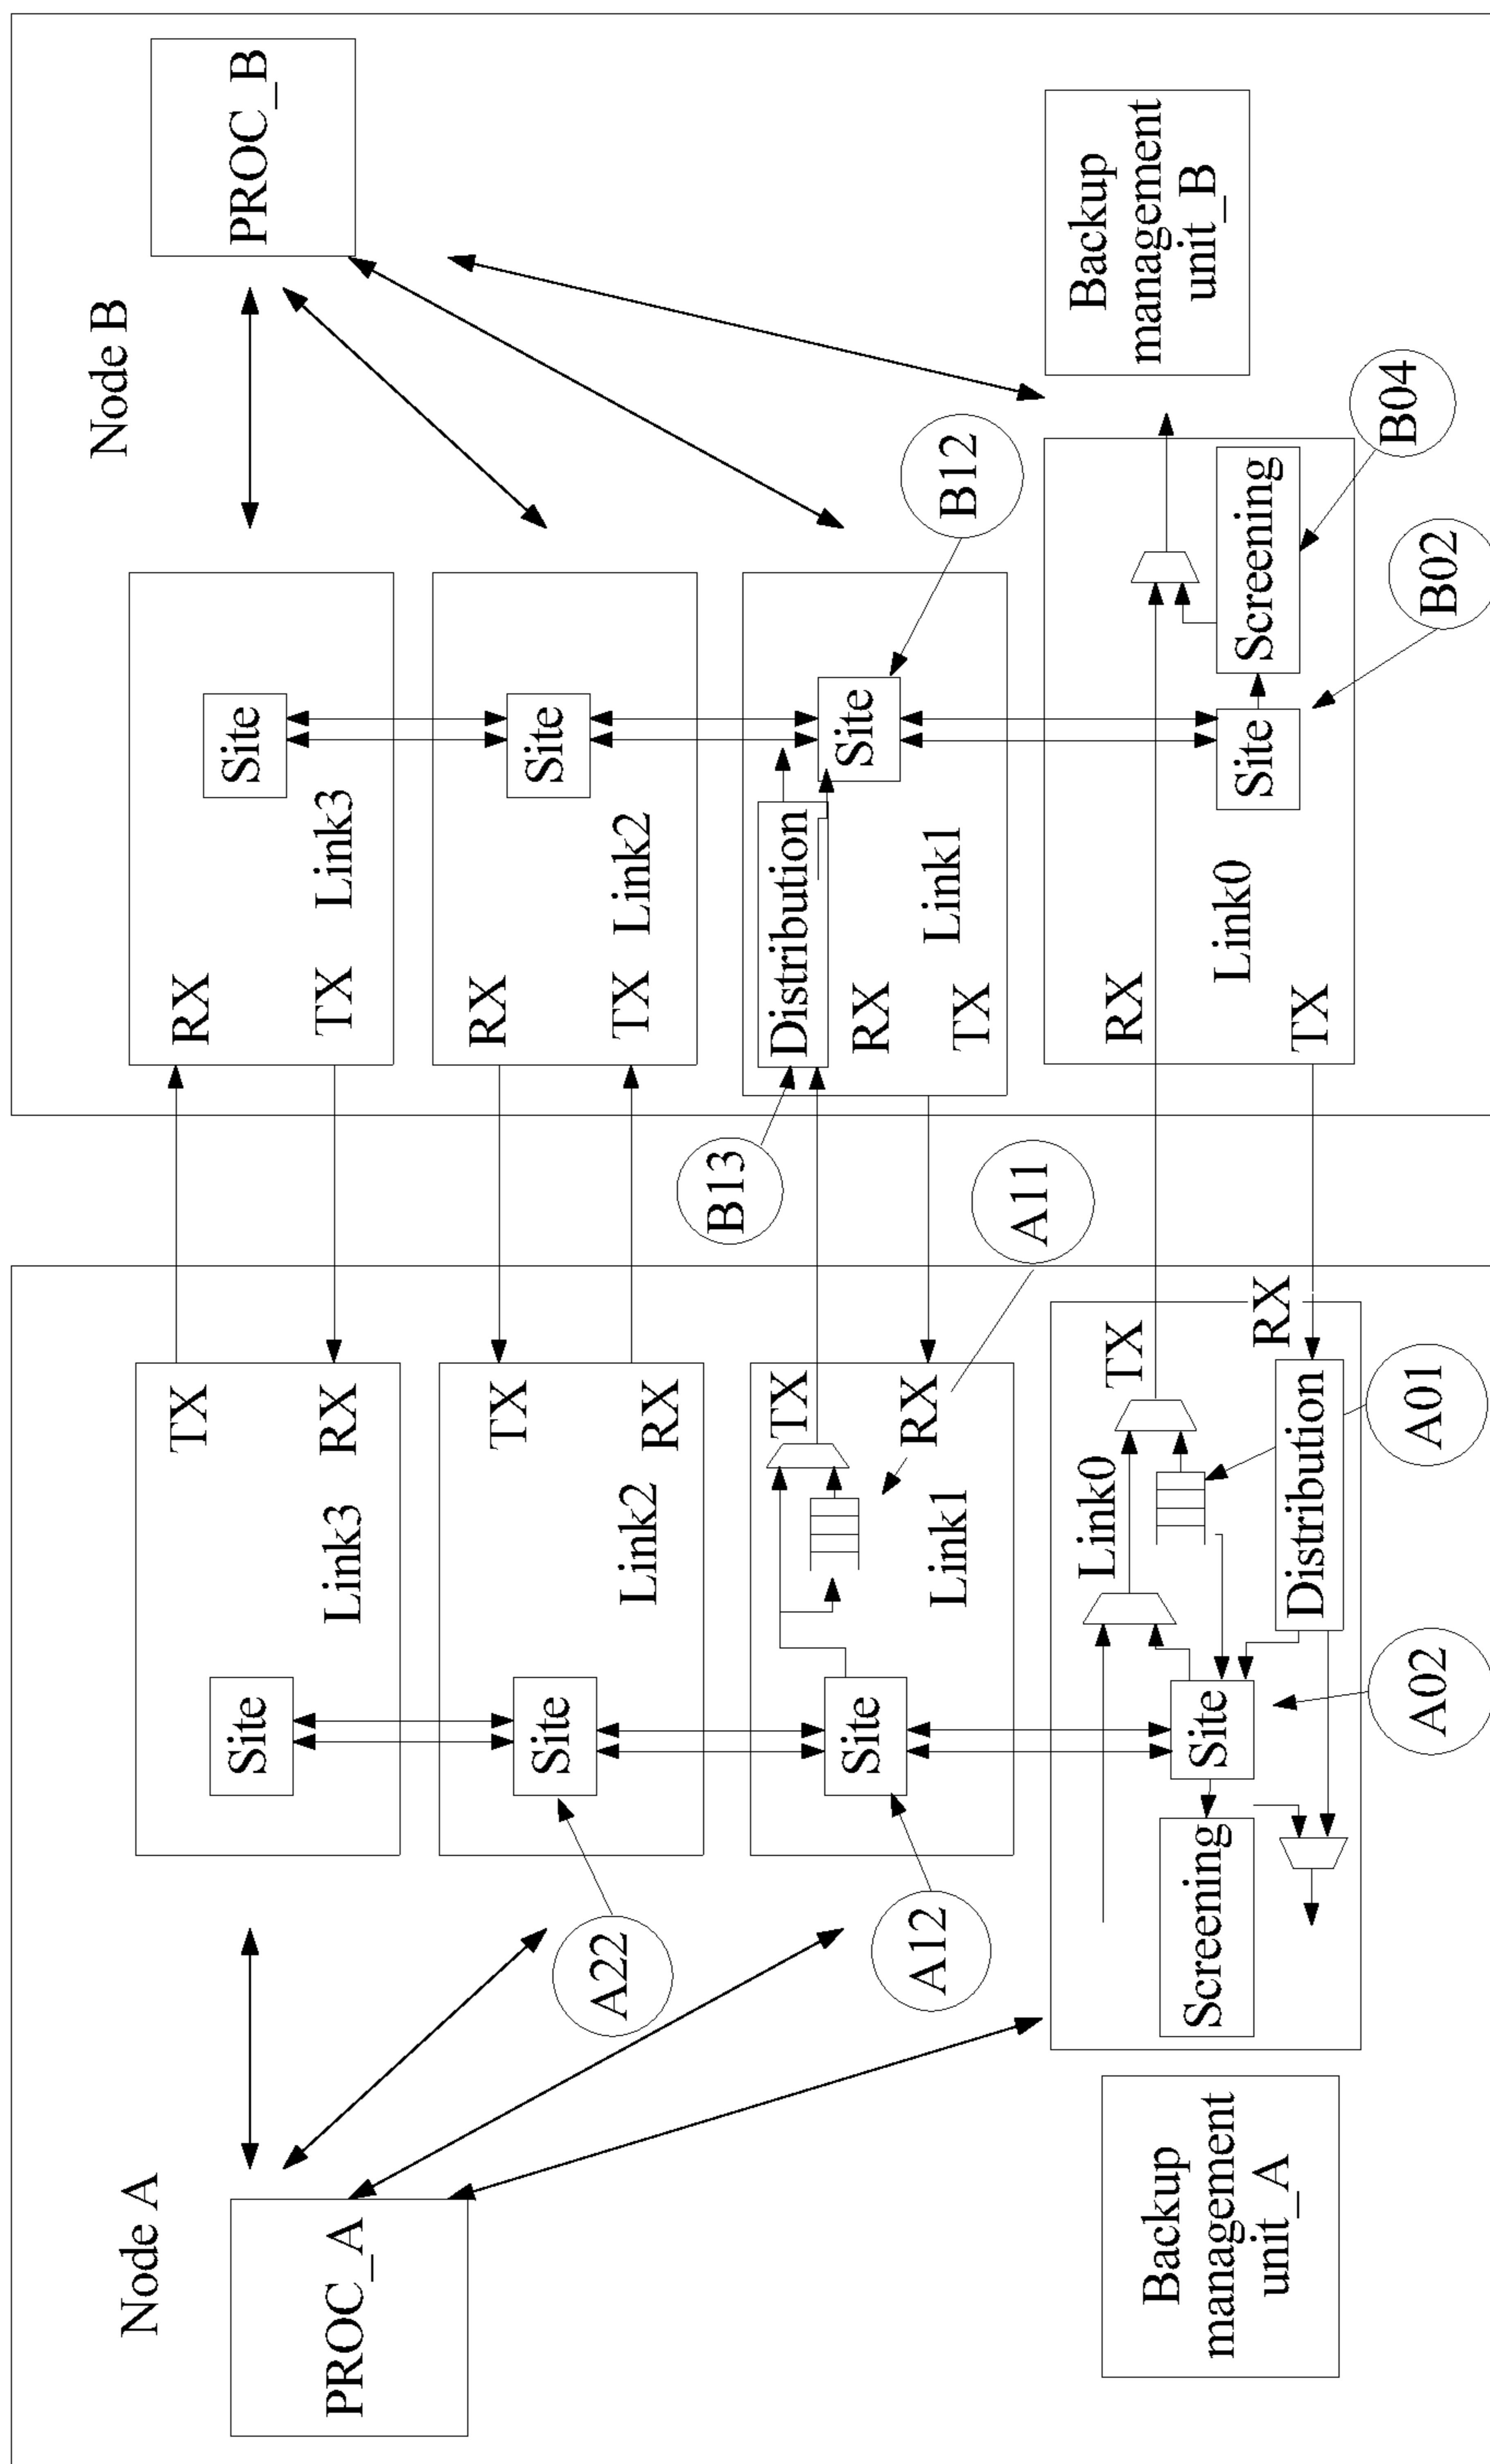 Node A
PROC_A
Backup
management
unit_A
Site
Link3
TX
RX
Site
Link2
TX
RX
A22
Site
Link1
TX
RX
A12
A11
Screening
Site
Link0
TX
RX
Distribution
A02
A01
Node B
PROC_B
Backup
management
unit_B
RX
TX
Link3
Site
RX
TX
Link2
Site
B13
Distribution
RX
TX
Link1
Site
B12
RX
TX
Link0
Site
Screening
B02
B04